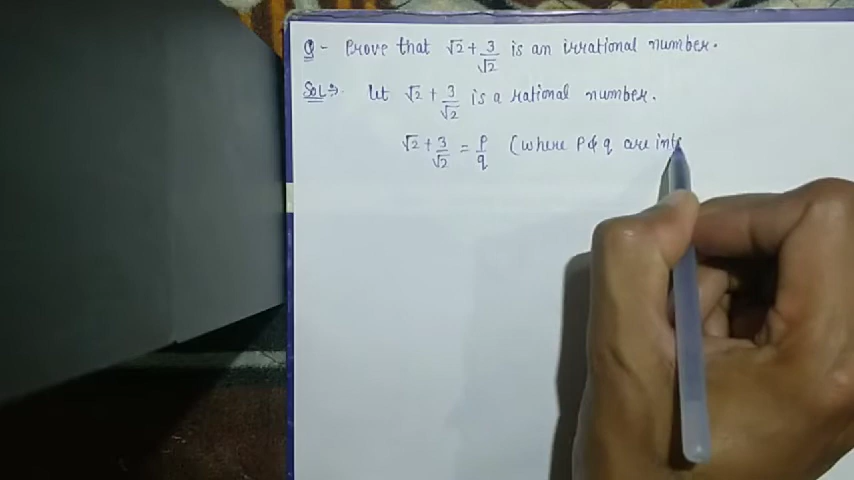 Q - Prove that √2 + 3/√2 is an irrational number.
Sol ⇒ Let √2 + 3/√2 is a rational number.
√2 + 3/√2 = P/q (where P & q are inte